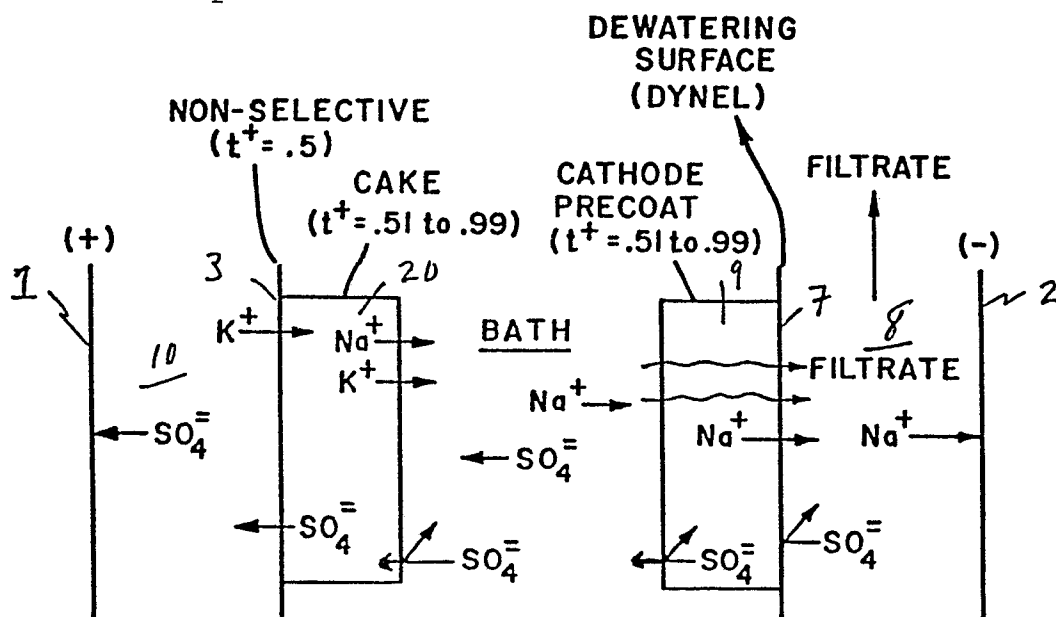 DEWATERING
SURFACE
(DYNEL)
NON-SELECTIVE
(t⁺ = .5)
CAKE
(t⁺ = .51 to .99)
CATHODE
PRECOAT
(t⁺ = .51 to .99)
FILTRATE
(+)
(-)
1
3
20
9
7
2
K⁺
Na⁺
K⁺
BATH
8
FILTRATE
10
Na⁺
Na⁺
Na⁺
SO₄⁼
SO₄⁼
SO₄⁼
SO₄⁼
SO₄⁼
SO₄⁼